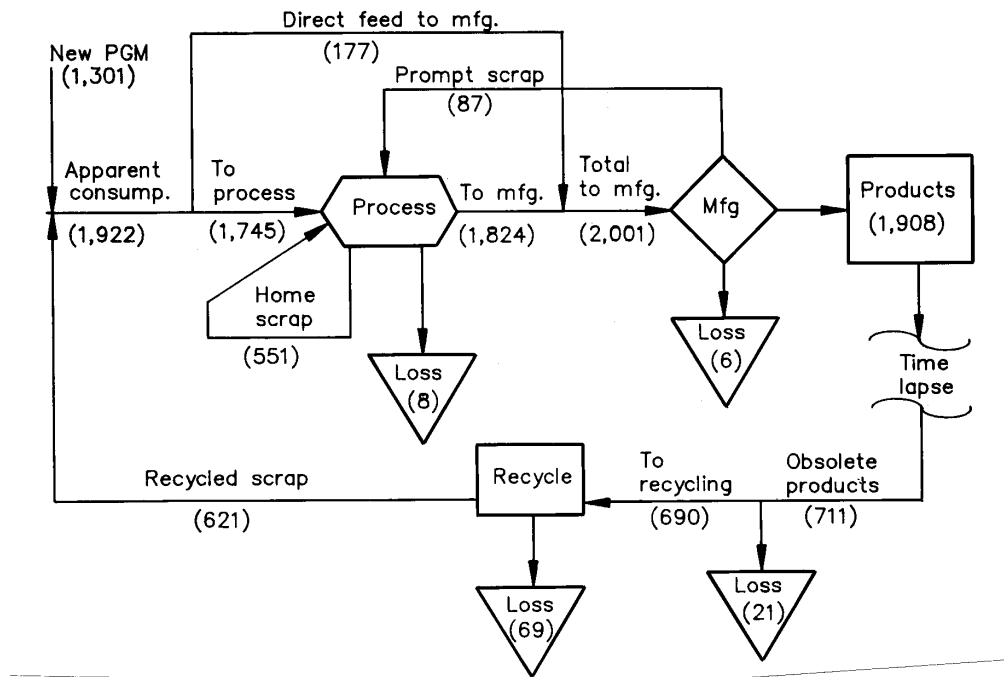 Direct feed to mfg.
(177)
New PGM
(1,301)
Prompt scrap
(87)
Apparent
consump.
(1,922)
To
process
(1,745)
Process
To mfg.
(1,824)
Total
to mfg.
(2,001)
Mfg
Products
(1,908)
Home
scrap
(551)
Loss
(8)
Loss
(6)
Time
lapse
Recycled scrap
(621)
Recycle
To
recycling
(690)
Obsolete
products
(711)
Loss
(69)
Loss
(21)